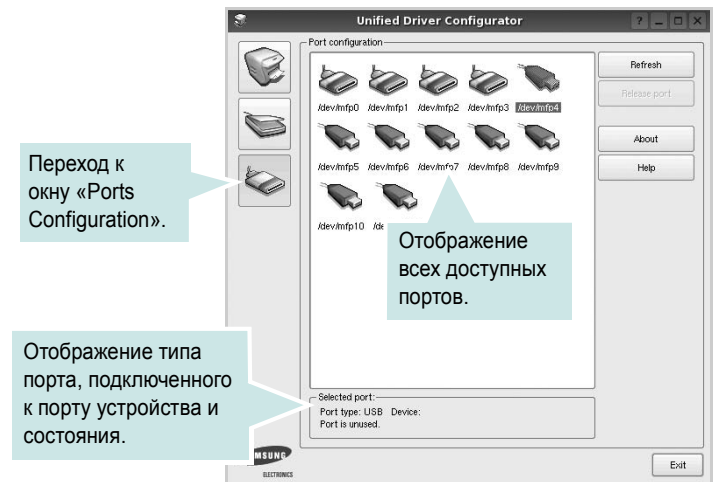 Unified Driver Configurator
Port configuration
/dev/mfp0 /dev/mfp1 /dev/mfp2 /dev/mfp3 /dev/mfp4
/dev/mfp5 /dev/mfp6 /dev/mfp7 /dev/mfp8 /dev/mfp9
/dev/mfp10
Refresh
Release port
About
Help
Переход к
окну «Ports
Configuration».
Отображение
всех доступных
портов.
Отображение типа
порта, подключенного
к порту устройства и
состояния.
Selected port:
Port type: USB Device:
Port is unused.
ELECTRONICS
Exit